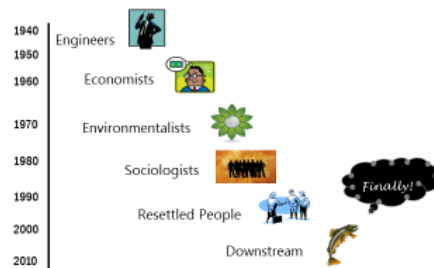 1940
Engineers
1950
Economists
1960
1970
Environmentalists
1980
Sociologists
Finally!
1990
Resettled People
2000
Downstream
2010